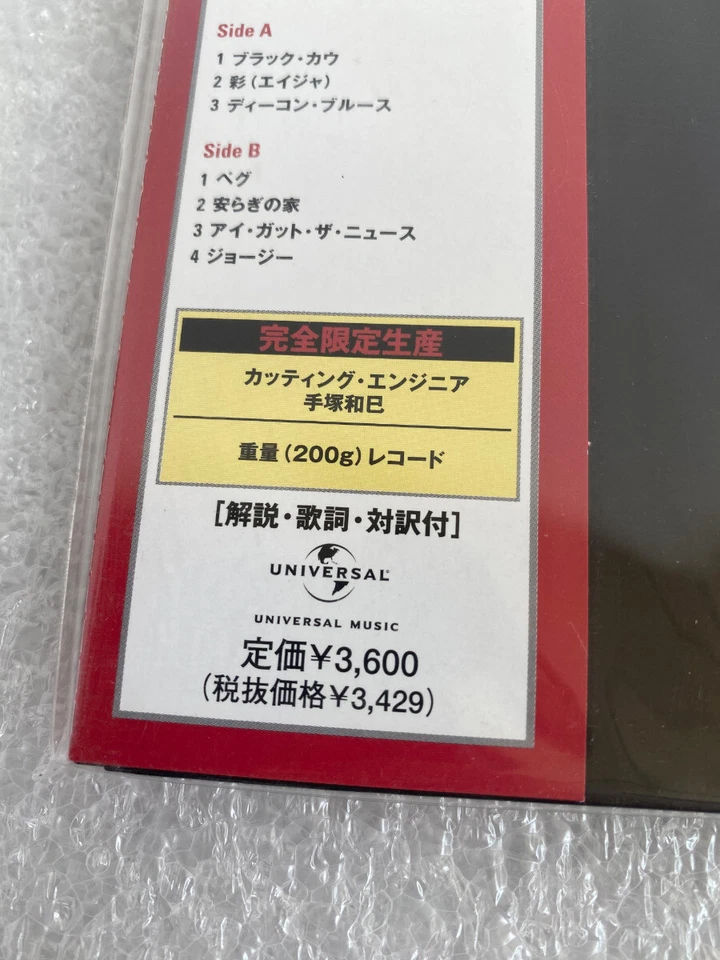 Side A
1 ブラック・カウ
2 彩(エイジャ)
3 ディーコン・ブルース
Side B
1 ペグ
2 安らぎの家
3 アイ・ガット・ザ・ニュース
4 ジョージー
完全限定生産
カッティング・エンジニア
手塚和巳
重量(200g)レコード
[解説・歌詞・対訳付]
UNIVERSAL
UNIVERSAL MUSIC
定価¥3,600
(税抜価格¥3,429)